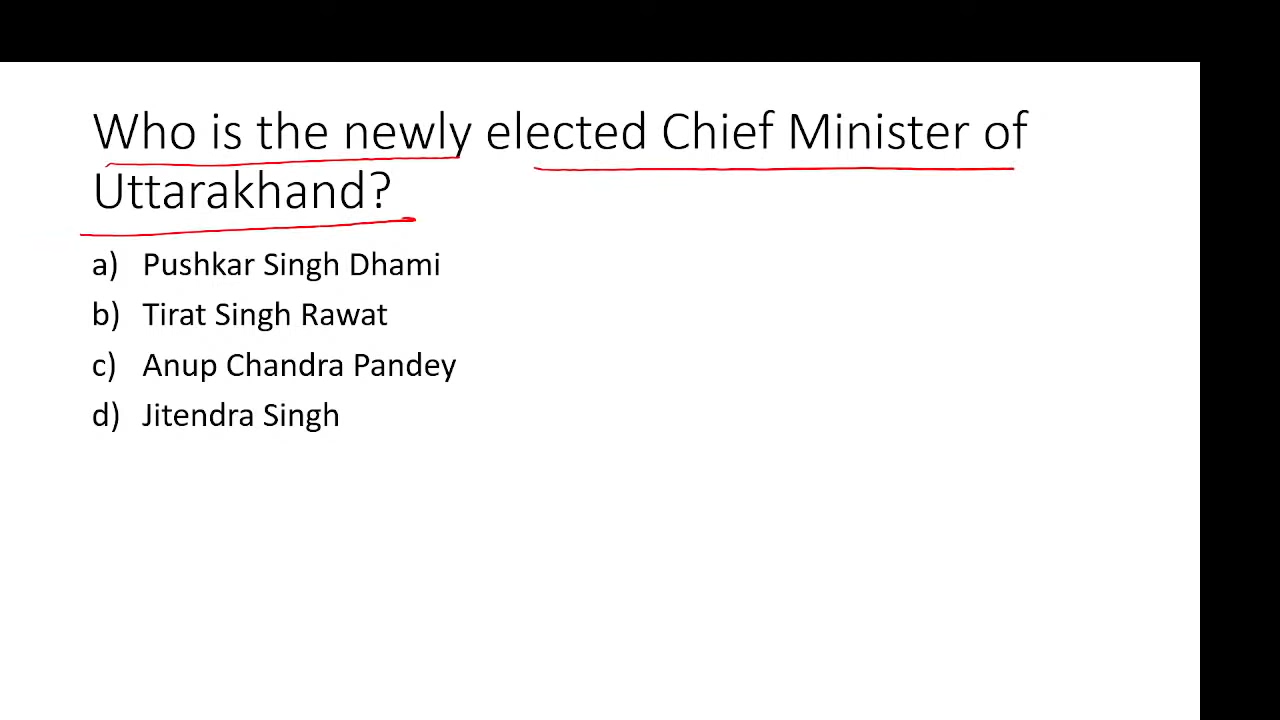 Who is the newly elected Chief Minister of
Uttarakhand?
a) Pushkar Singh Dhami
b) Tirat Singh Rawat
c) Anup Chandra Pandey
d) Jitendra Singh